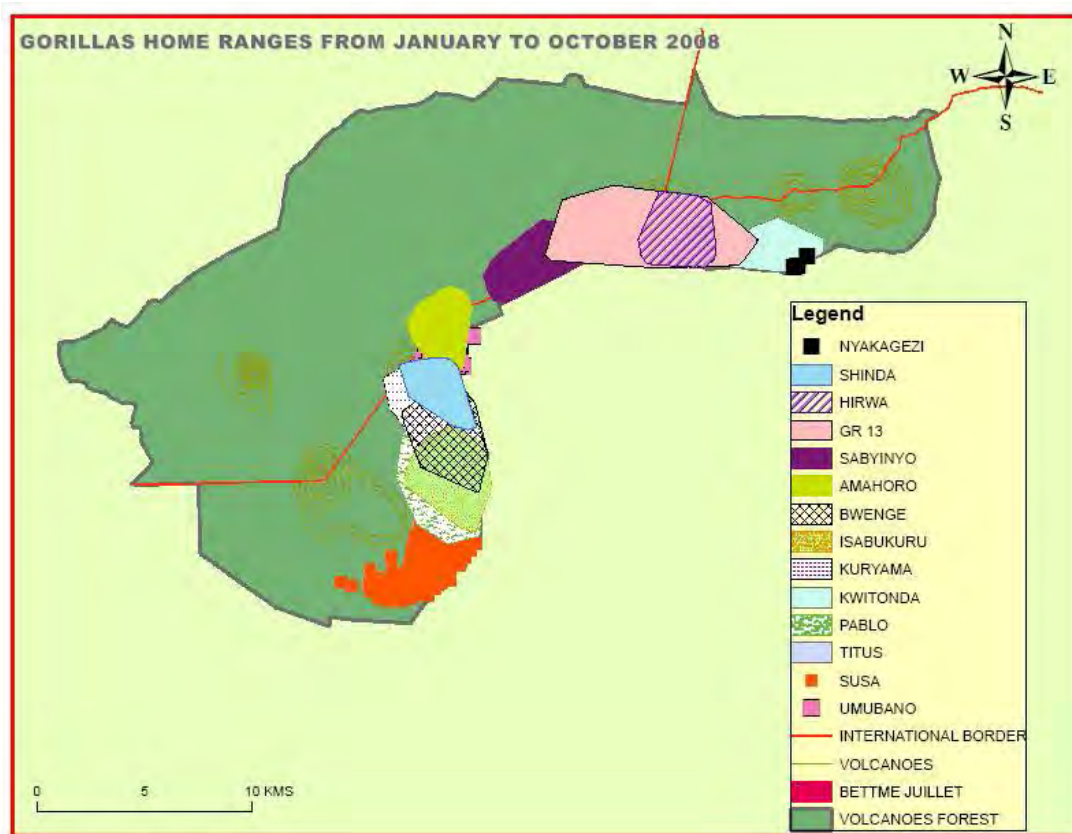 GORILLAS HOME RANGES FROM JANUARY TO OCTOBER 2008
N
W E
S
Legend
NYAKAGEZI
SHINDA
HIRWA
GR 13
SABYINYO
AMAHORO
BWENGE
ISABUKURU
KURYAMA
KWITONDA
PABLO
TITUS
SUSA
UMUBANO
INTERNATIONAL BORDER
VOLCANOES
BETTME JUILLET
VOLCANOES FOREST
0 5 10 KMS